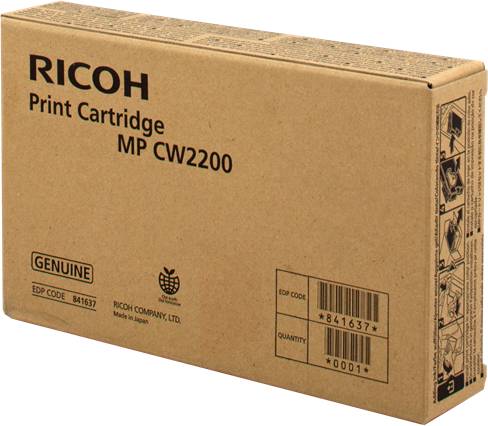 RICOH
Print Cartridge
MP CW2200
GENUINE
EDP CODE 841637
RICOH COMPANY, LTD.
Made in Japan
EDP CODE
*841637*
QUANTITY
*0001*